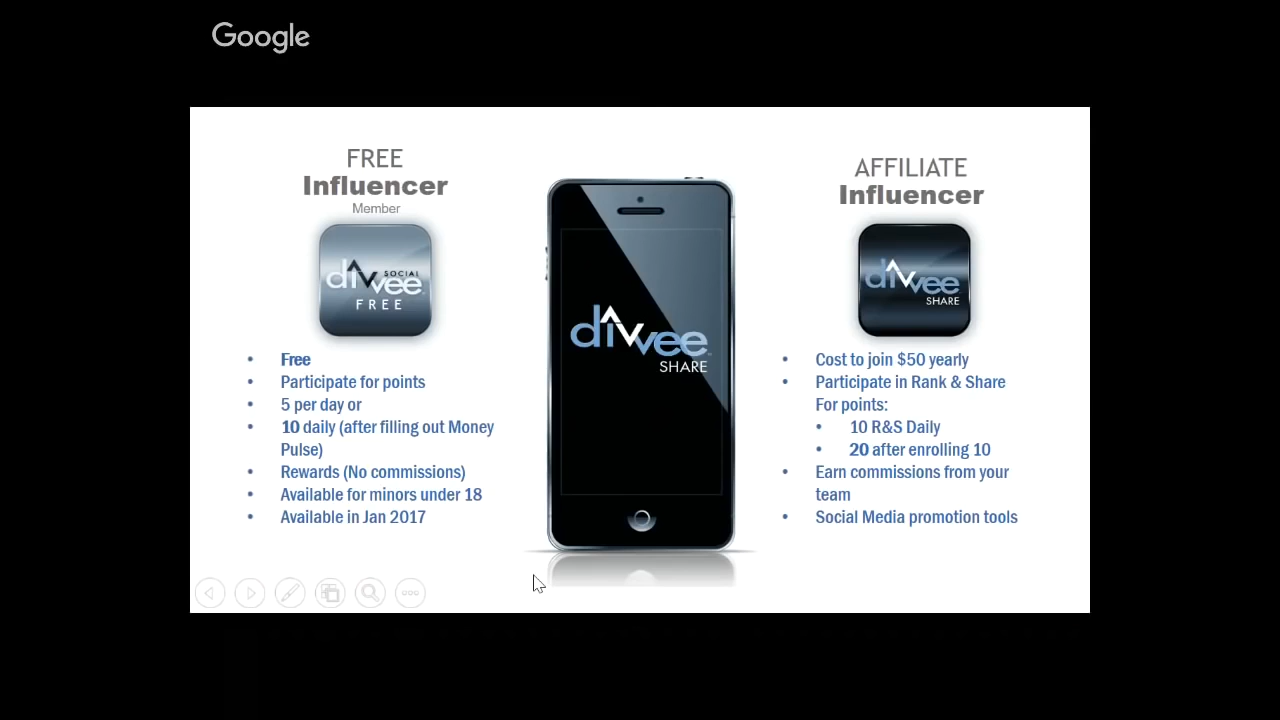 Google
FREE
Influencer
Member
divvee SOCIAL
FREE
• Free
• Participate for points
• 5 per day or
• 10 daily (after filling out Money
Pulse)
• Rewards (No commissions)
• Available for minors under 18
• Available in Jan 2017
divvee
SHARE
AFFILIATE
Influencer
divvee
SHARE
• Cost to join $50 yearly
• Participate in Rank & Share
For points:
• 10 R&S Daily
• 20 after enrolling 10
• Earn commissions from your
team
• Social Media promotion tools